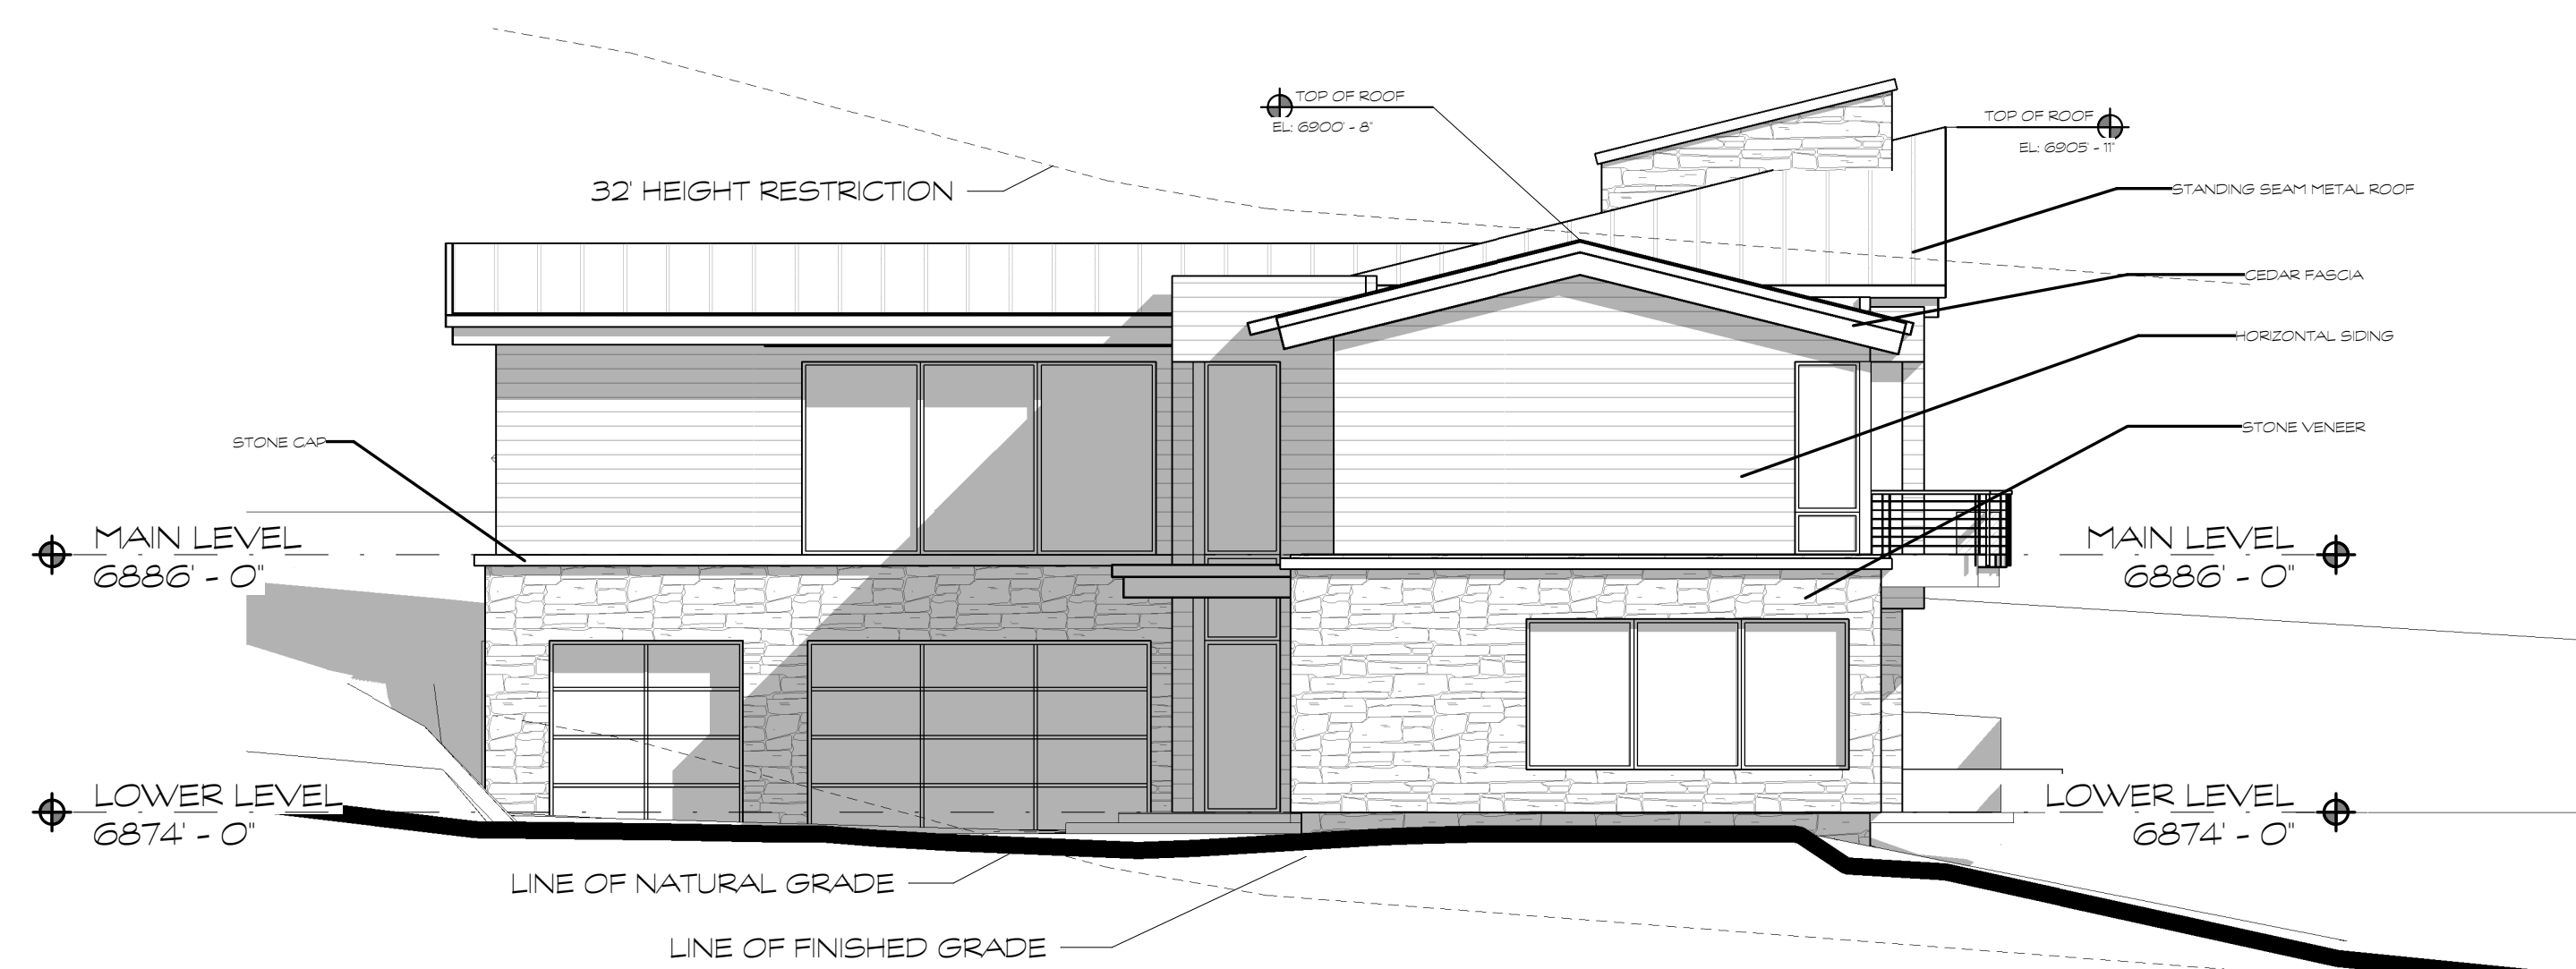 TOP OF ROOF
EL: 6900' - 8"
TOP OF ROOF
EL: 6905' - 11"
32' HEIGHT RESTRICTION
STANDING SEAM METAL ROOF
CEDAR FASCIA
HORIZONTAL SIDING
STONE VENEER
STONE CAP
MAIN LEVEL
6886' - 0"
MAIN LEVEL
6886' - 0"
LOWER LEVEL
6874' - 0"
LOWER LEVEL
6874' - 0"
LINE OF NATURAL GRADE
LINE OF FINISHED GRADE